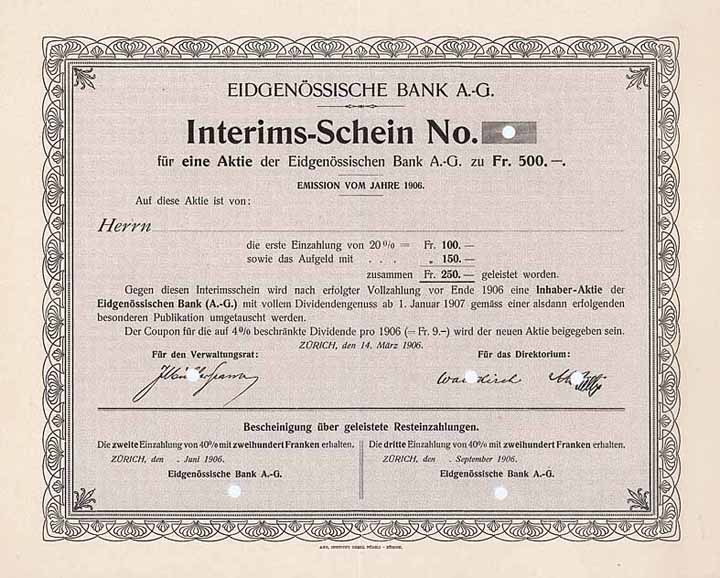 EIDGENÖSSISCHE BANK A.-G.
Interims-Schein No.
für eine Aktie der Eidgenössischen Bank A.-G. zu Fr. 500.—.
EMISSION VOM JAHRE 1906.
Auf diese Aktie ist von:
Herrn
die erste Einzahlung von 20% = Fr. 100.—
sowie das Aufgeld mit . . . „ 150.—
zusammen Fr. 250.— geleistet worden.
Gegen diesen Interimsschein wird nach erfolgter Vollzahlung vor Ende 1906 eine Inhaber-Aktie der
Eidgenössischen Bank (A.-G.) mit vollem Dividendengenuss ab 1. Januar 1907 gemäss einer alsdann erfolgenden
besonderen Publikation umgetauscht werden.
Der Coupon für die auf 4% beschränkte Dividende pro 1906 (= Fr. 9.—) wird der neuen Aktie beigegeben sein.
ZÜRICH, den 14. März 1906.
Für den Verwaltungsrat: Für das Direktorium:
Bescheinigung über geleistete Resteinzahlungen.
Die zweite Einzahlung von 40% mit zweihundert Franken erhalten.
ZÜRICH, den . Juni 1906.
Eidgenössische Bank A.-G.
Die dritte Einzahlung von 40% mit zweihundert Franken erhalten.
ZÜRICH, den . September 1906.
Eidgenössische Bank A.-G.
ART. INSTITUT ORELL FÜSSLI - ZÜRICH.